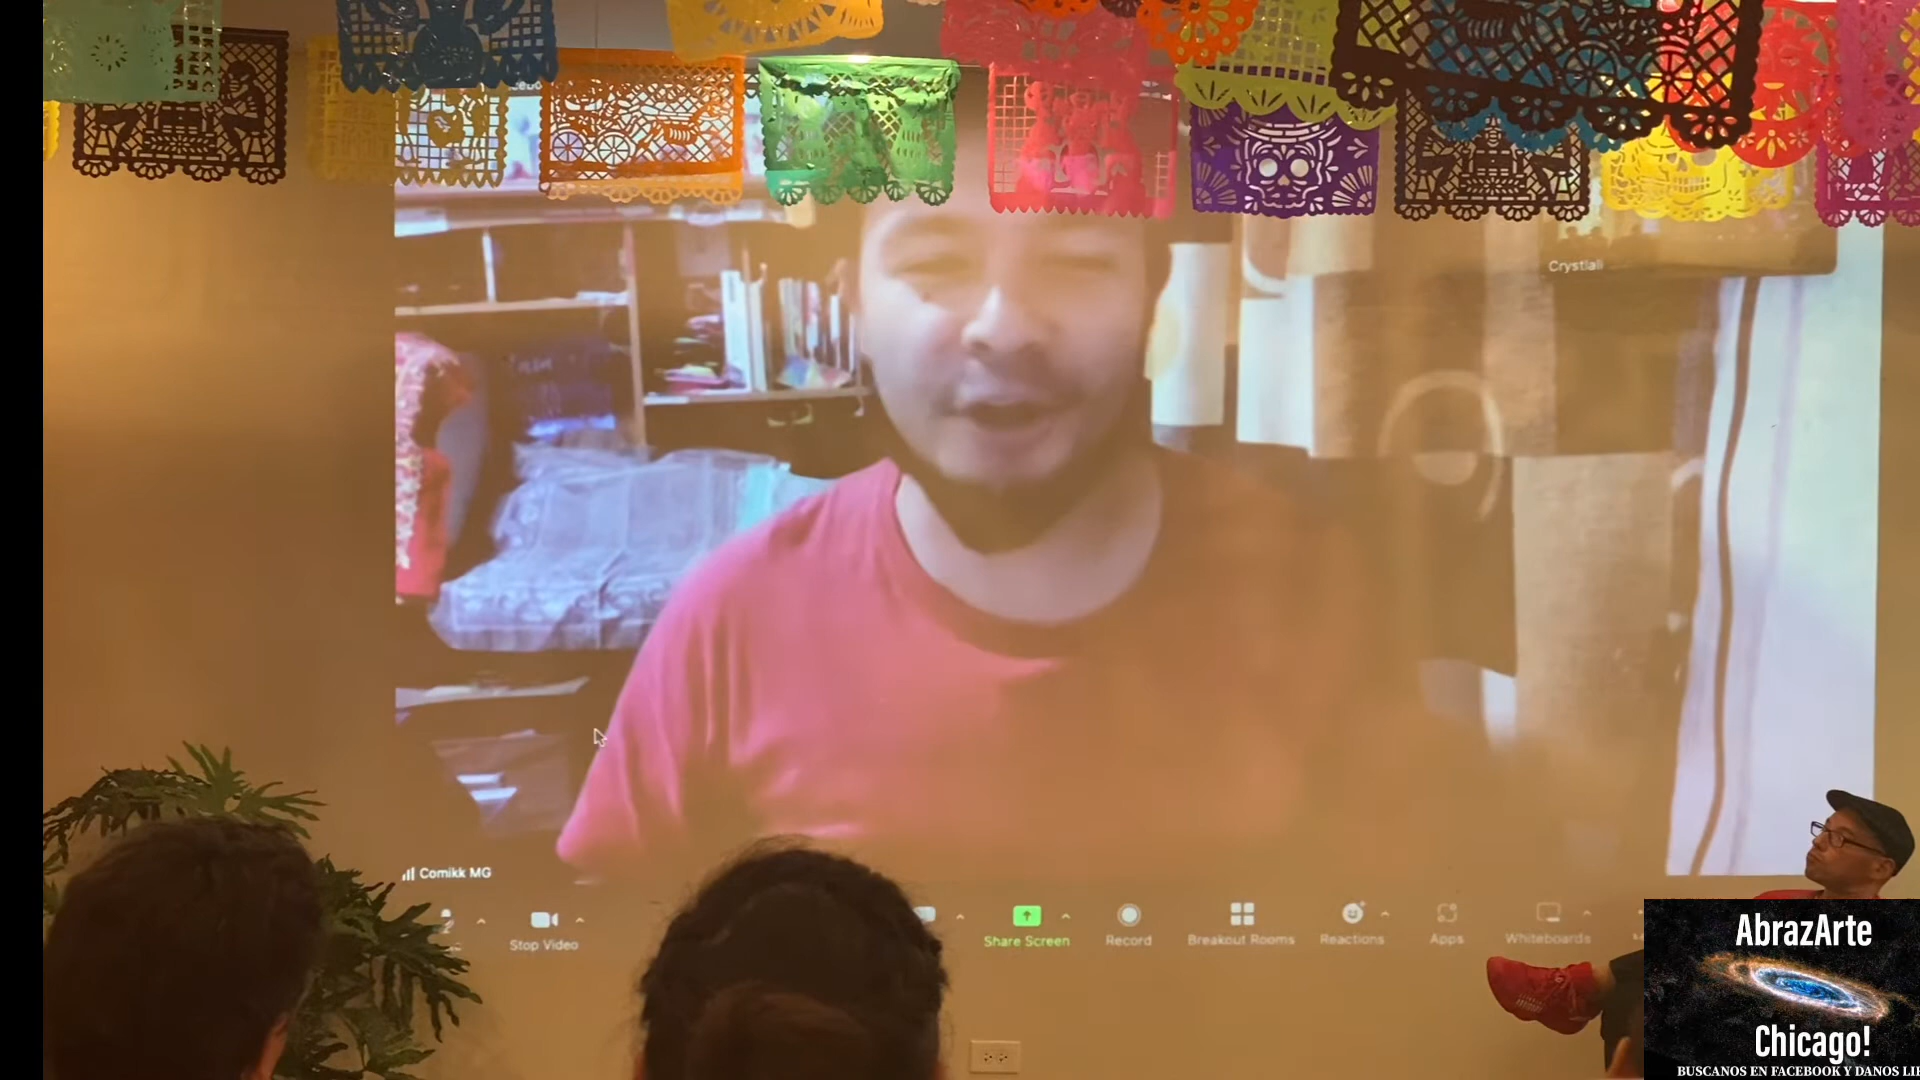 Crystlali
Comikk MG
Stop Video
Share Screen
Record
Breakout Rooms
Reactions
Apps
Whiteboards
AbrazArte
Chicago!
BUSCANOS EN FACEBOOK Y DANOS